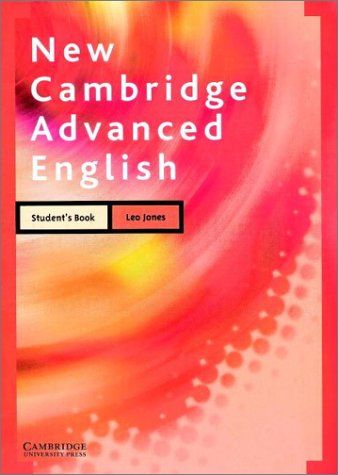 New
Cambridge
Advanced
English
Student's Book
Leo Jones
CAMBRIDGE
UNIVERSITY PRESS